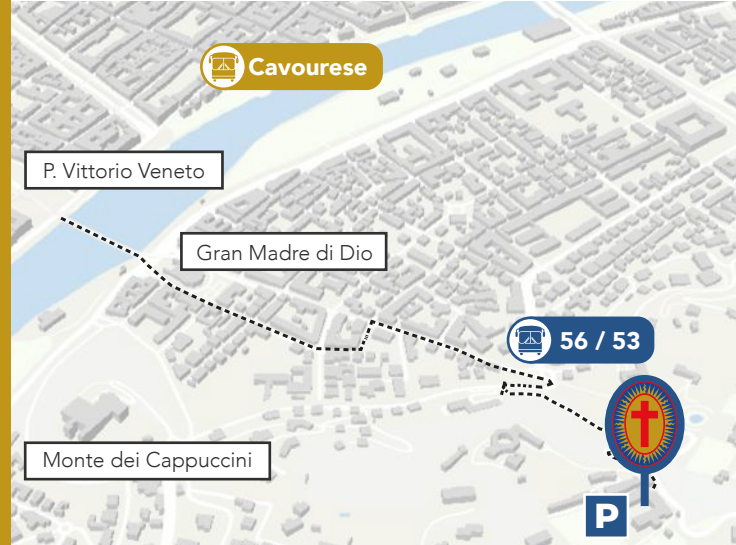 Cavourese
P. Vittorio Veneto
Gran Madre di Dio
56 / 53
Monte dei Cappuccini
P